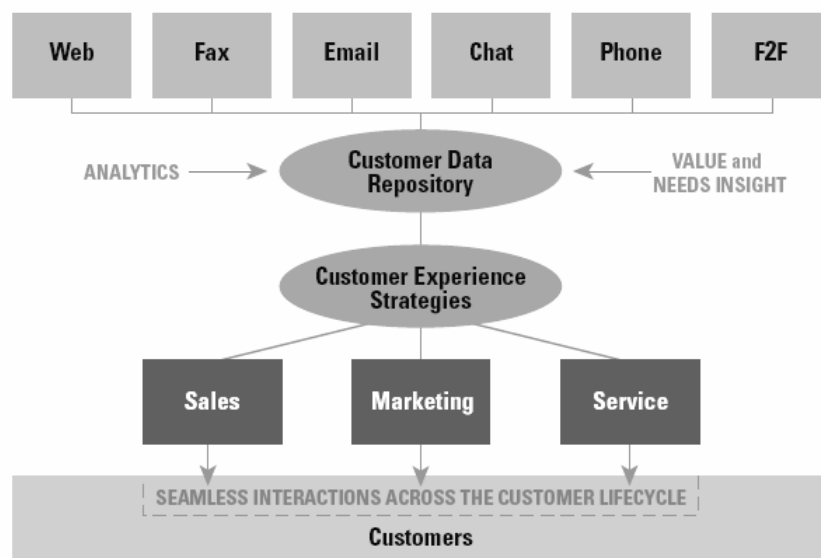 Web
Fax
Email
Chat
Phone
F2F
ANALYTICS
Customer Data
Repository
VALUE and
NEEDS INSIGHT
Customer Experience
Strategies
Sales
Marketing
Service
SEAMLESS INTERACTIONS ACROSS THE CUSTOMER LIFECYCLE
Customers